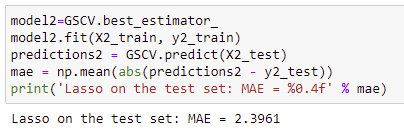 model2=GSCV.best_estimator_
model2.fit(X2_train, y2_train)
predictions2 = GSCV.predict(X2_test)
mae = np.mean(abs(predictions2 - y2_test))
print('Lasso on the test set: MAE = %0.4f' % mae)
Lasso on the test set: MAE = 2.3961